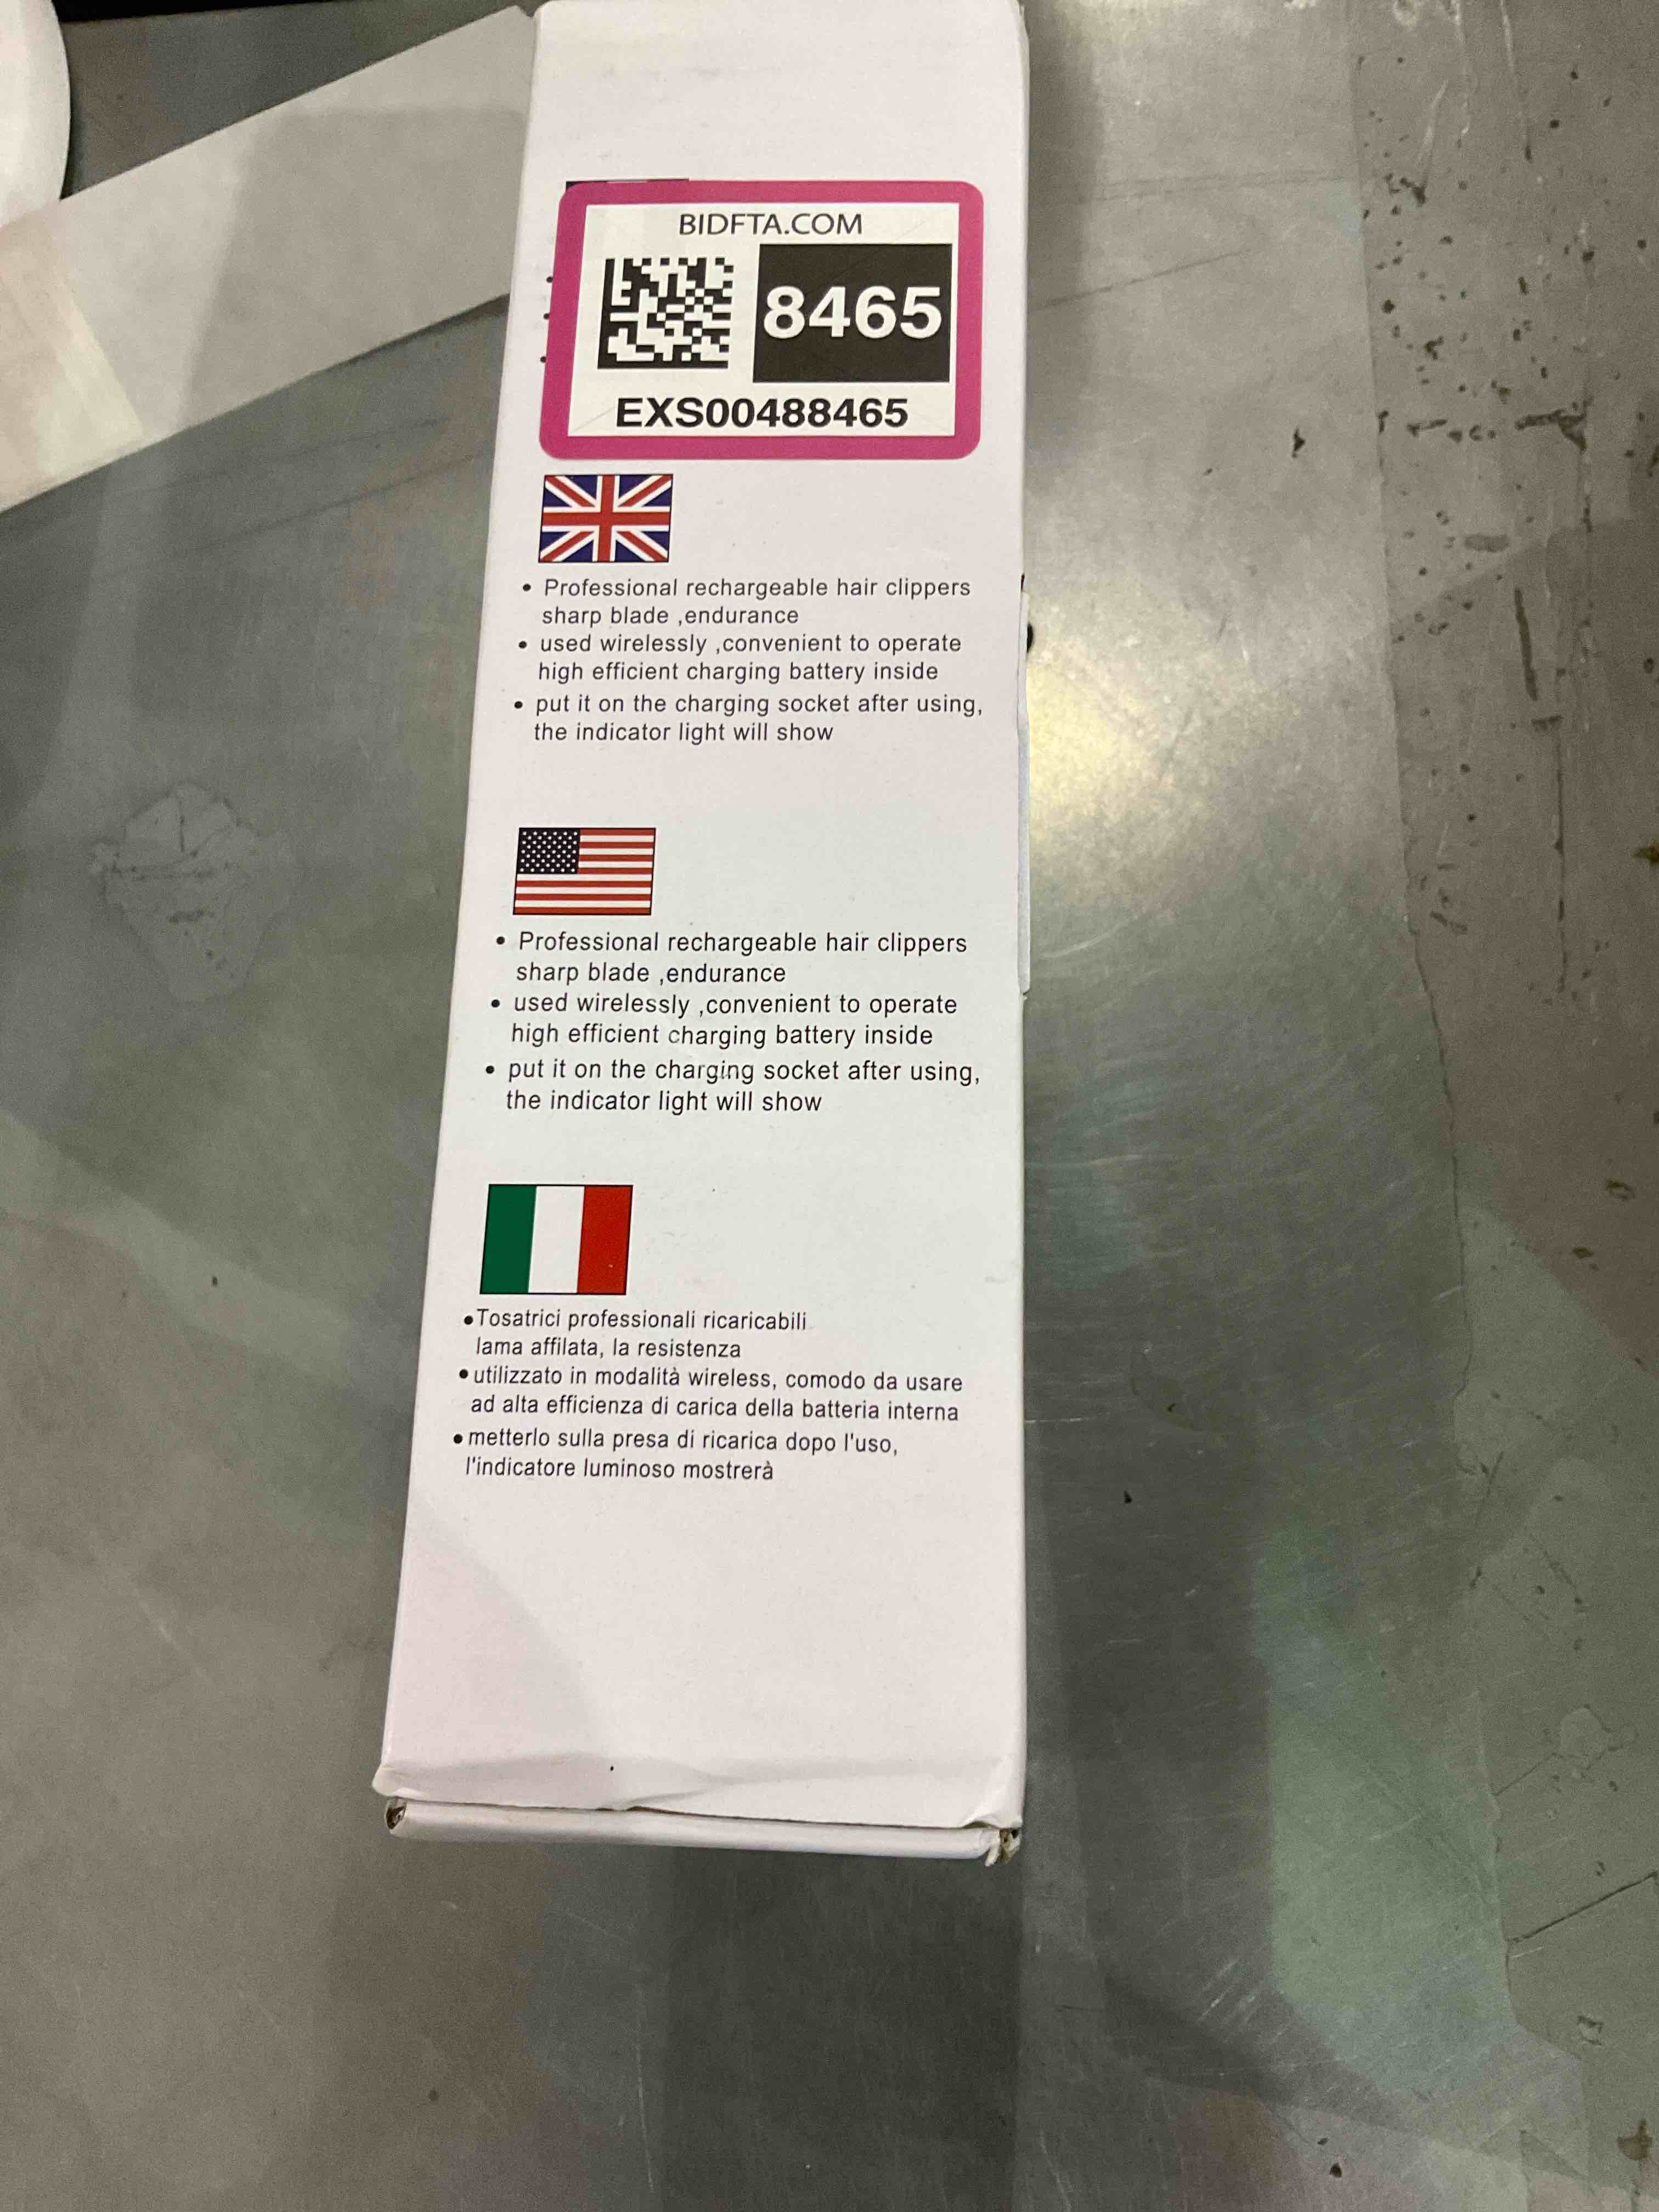 BIDFTA.COM
8465
EXS00488465
• Professional rechargeable hair clippers
sharp blade ,endurance
• used wirelessly ,convenient to operate
high efficient charging battery inside
• put it on the charging socket after using,
the indicator light will show
• Professional rechargeable hair clippers
sharp blade ,endurance
• used wirelessly ,convenient to operate
high efficient charging battery inside
• put it on the charging socket after using,
the indicator light will show
•Tosatrici professionali ricaricabili
lama affilata, la resistenza
•utilizzato in modalità wireless, comodo da usare
ad alta efficienza di carica della batteria interna
•metterlo sulla presa di ricarica dopo l'uso,
l'indicatore luminoso mostrerà